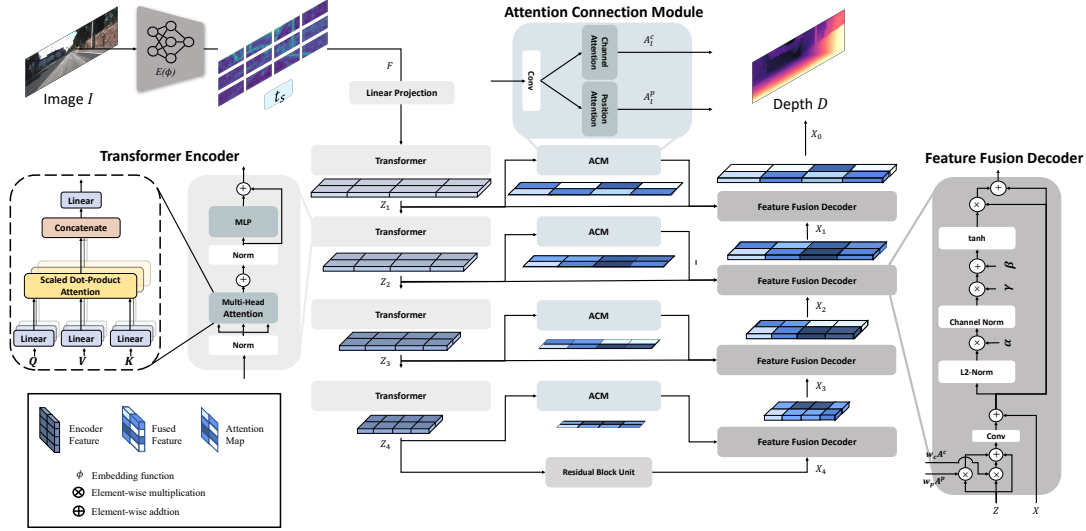 Attention Connection Module
E(ϕ)
Image I
t_s
F
Linear Projection
Conv
Channel Attention
Position Attention
A_l^c
A_l^p
Depth D
X_0
Transformer Encoder
Linear
Concatenate
Scaled Dot-Product
Attention
Linear
Linear
Linear
Q
V
K
MLP
Norm
Multi-Head
Attention
Norm
Transformer
ACM
Z_1
Feature Fusion Decoder
X_1
Transformer
ACM
Z_2
Feature Fusion Decoder
X_2
Transformer
ACM
Z_3
Feature Fusion Decoder
X_3
Transformer
ACM
Z_4
Feature Fusion Decoder
Residual Block Unit
X_4
Feature Fusion Decoder
tanh
β
γ
Channel Norm
α
L2-Norm
Conv
w_cA^c
w_pA^p
Z
X
Encoder
Feature
Fused
Feature
Attention
Map
ϕ Embedding function
⊗ Element-wise multiplication
⊕ Element-wise addtion